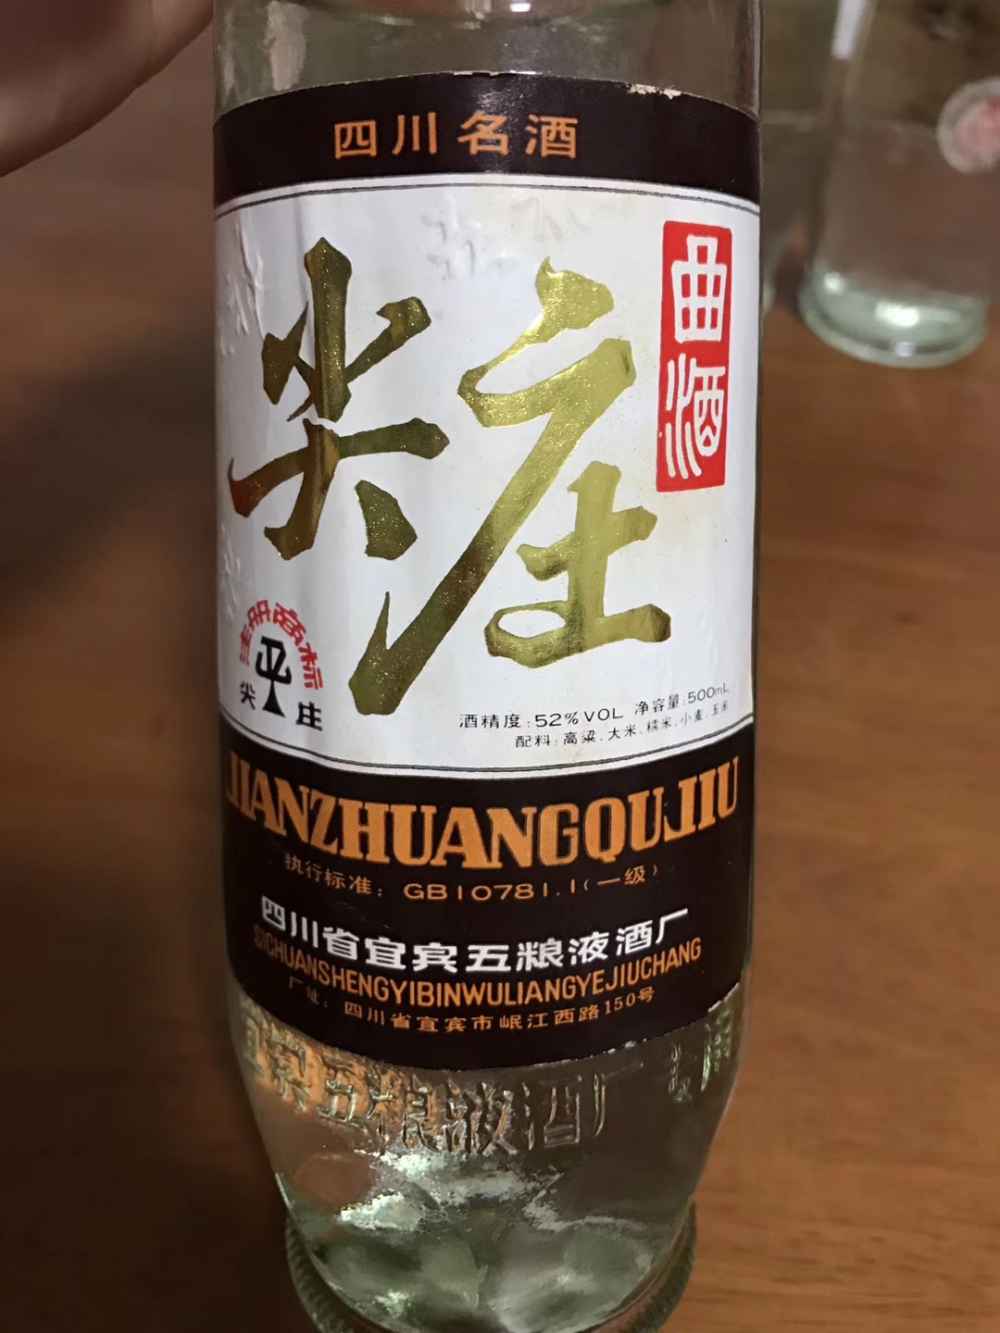 四川名酒
尖庄
曲酒
注册商标
尖庄
酒精度:52%VOL 净容量:500mL
配料:高粱、大米、糯米、小麦、玉米
JIANZHUANGQUJIU
执行标准:GB10781.1(一级)
四川省宜宾五粮液酒厂
SICHUANSHENGYIBINWULIANGYEJIUCHANG
厂址:四川省宜宾市岷江西路150号
宜宾五粮液酒厂